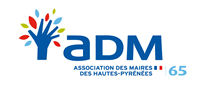 aDM
ASSOCIATION DES MAIRES
DES HAUTES-PYRÉNÉES 65